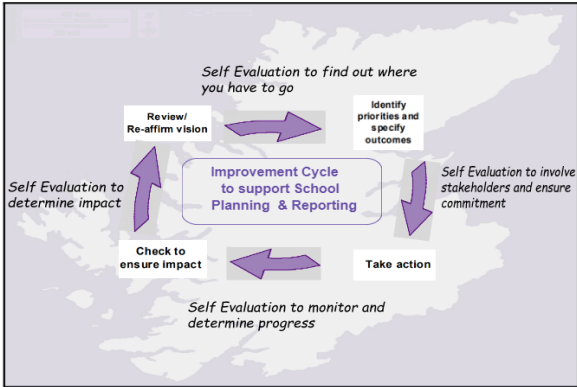 Self Evaluation to find out where
you have to go
Review/
Re-affirm vision
Identify
priorities and
specify
outcomes
Improvement Cycle
to support School
Planning & Reporting
Self Evaluation to involve
stakeholders and ensure
commitment
Self Evaluation to
determine impact
Check to
ensure impact
Take action
Self Evaluation to monitor and
determine progress